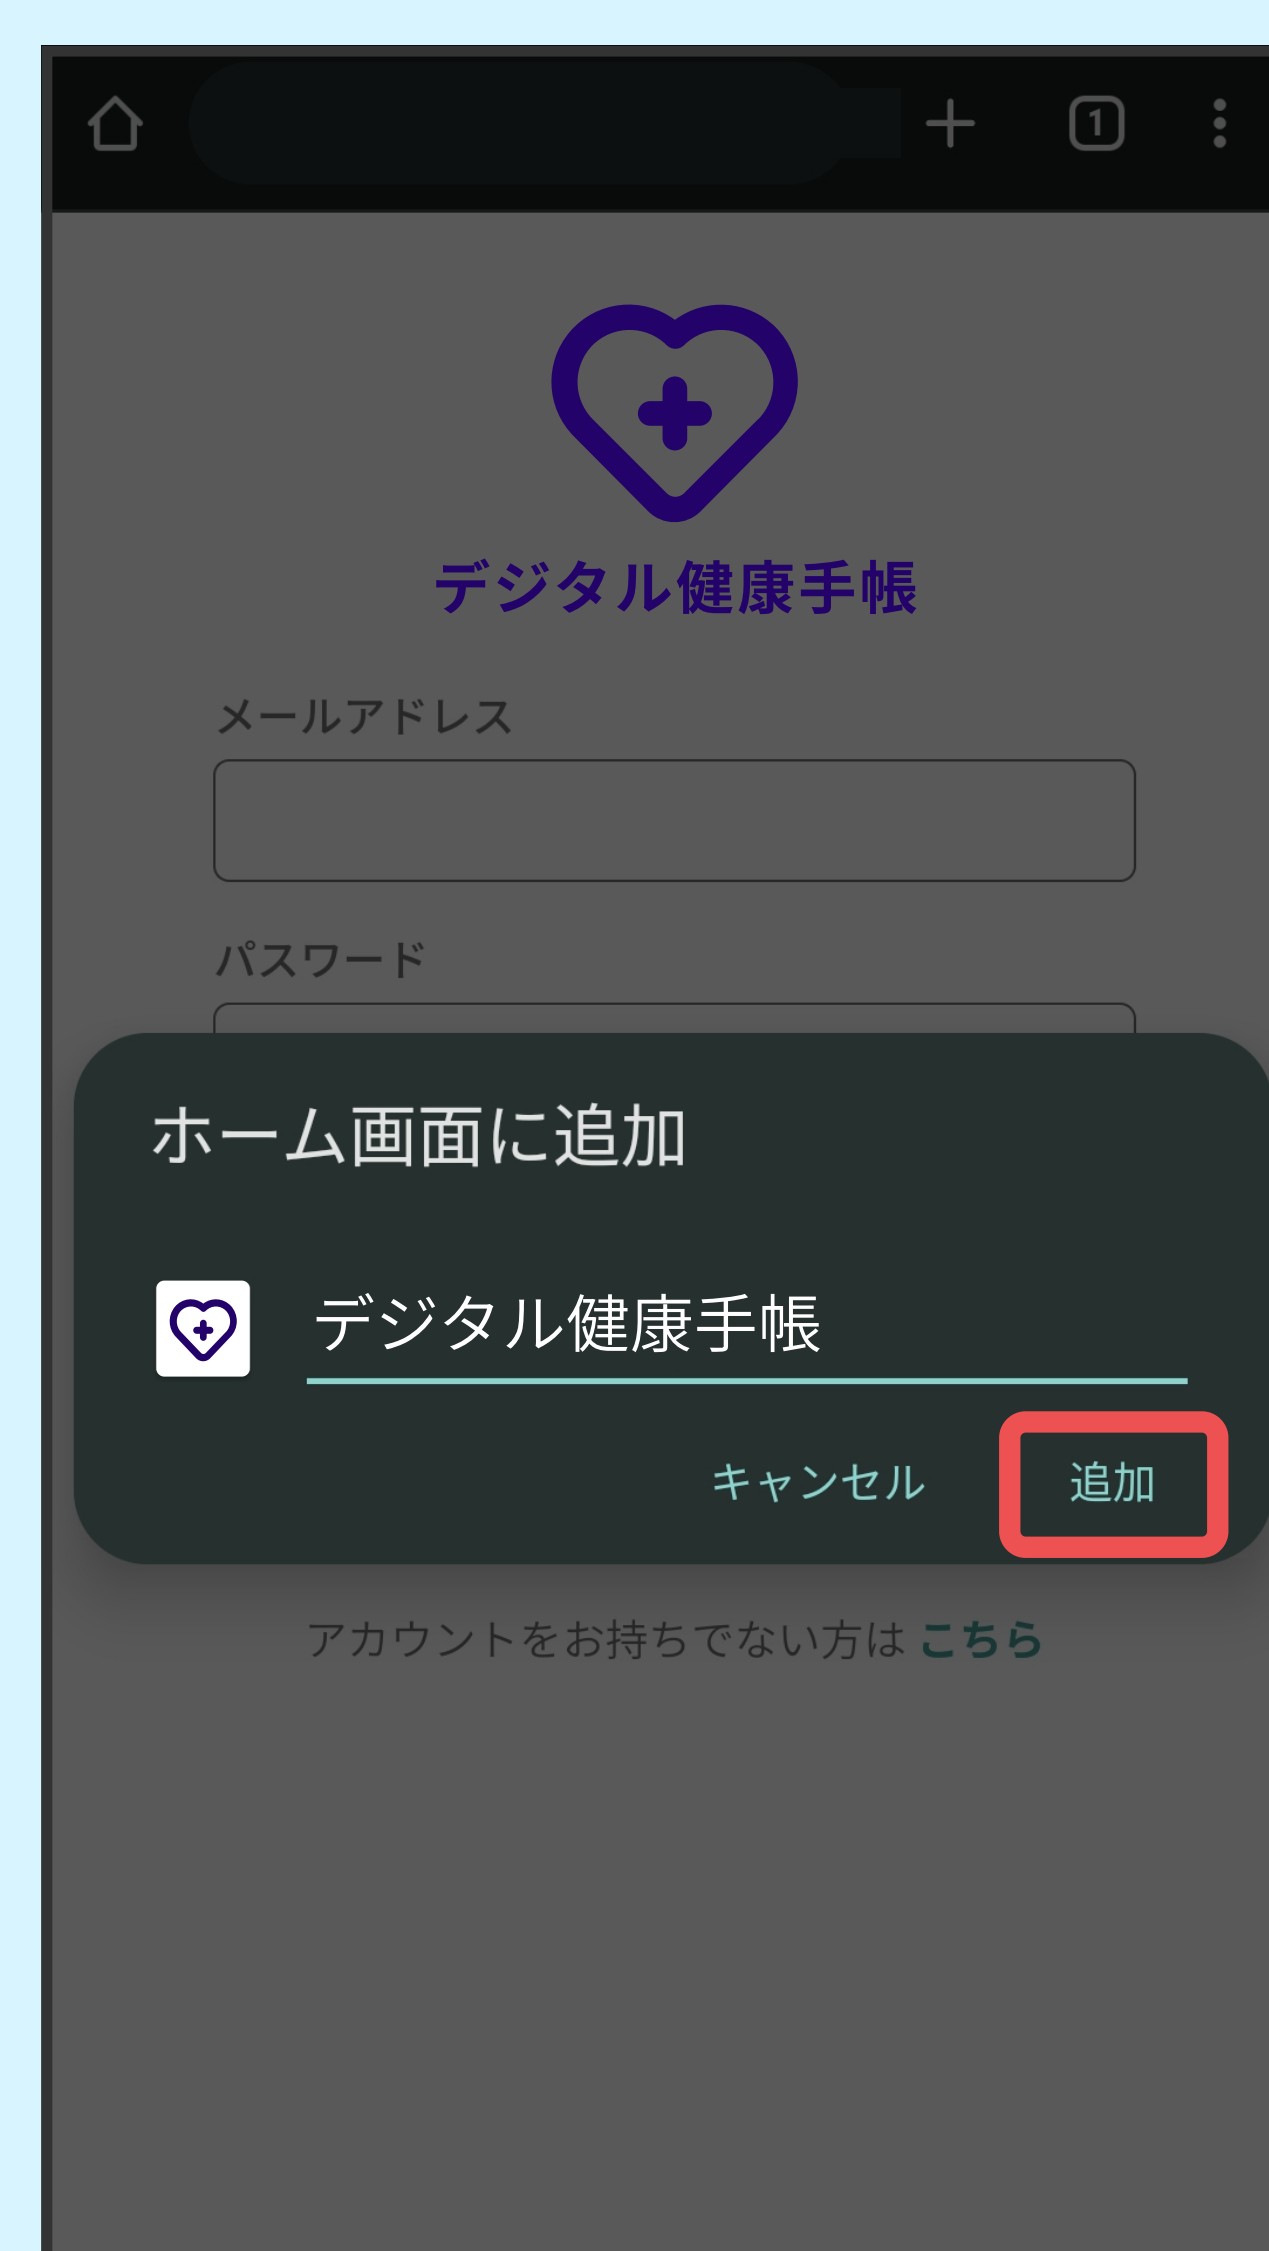 1
デジタル健康手帳
メールアドレス
パスワード
ホーム画面に追加
デジタル健康手帳
キャンセル 追加
アカウントをお持ちでない方は こちら